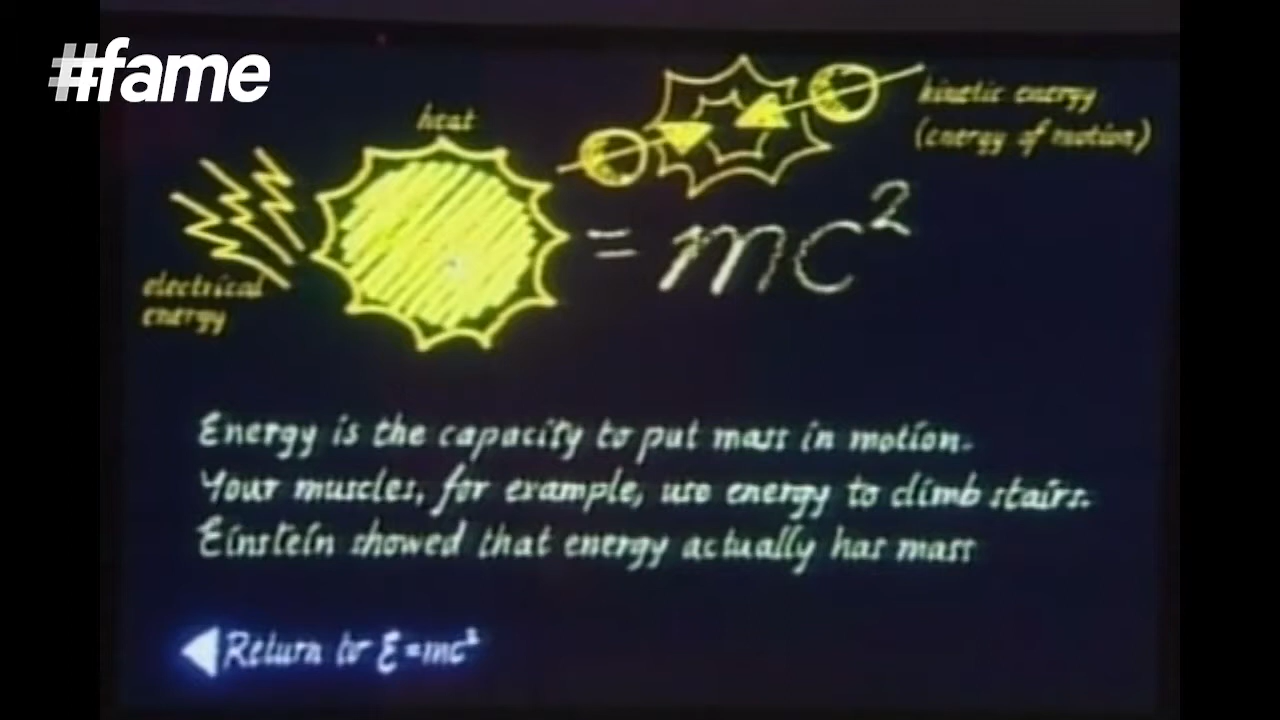 #fame
heat
kinetic energy
(energy of motion)
electrical
energy
= mc²
Energy is the capacity to put mass in motion.
Your muscles, for example, use energy to climb stairs.
Einstein showed that energy actually has mass
Return to E=mc²